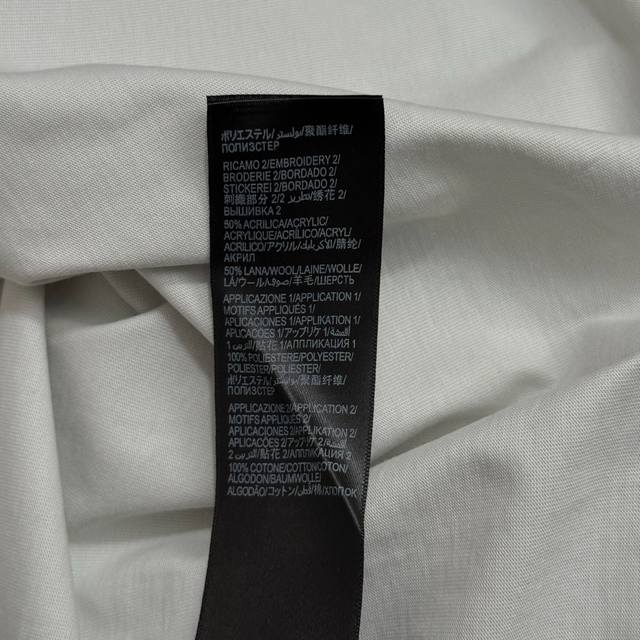 ポリエステル/بوليستر/聚酯纤维/
ПОЛИЭСТЕР
RICAMO 2/EMBROIDERY 2/
BRODERIE 2/BORDADO 2/
STICKEREI 2/BORDADO 2/
刺繍部分 2/تطريز 2/绣花 2/
ВЫШИВКА 2
50% ACRILICA/ACRYLIC/
ACRYLIQUE/ACRÍLICO/ACRYL/
ACRÍLICO/アクリル/الأكريليك/腈纶/
АКРИЛ
50% LANA/WOOL/LAINE/WOLLE/
LÃ/ウール/صوف/羊毛/ШЕРСТЬ
APPLICAZIONE 1/APPLICATION 1/
MOTIFS APPLIQUÉS 1/
APLICACIONES 1/APPLIKATION 1/
APLICAÇÕES 1/アップリケ 1/
1/贴花 1/АППЛИКАЦИЯ 1
100% POLIESTERE/POLYESTER/
POLIÉSTER/POLYESTER/
ポリエステル/بوليستر/聚酯纤维/
ПОЛИЭСТЕР
APPLICAZIONE 2/APPLICATION 2/
MOTIFS APPLIQUÉS 2/
APLICACIONES 2/APPLIKATION 2/
APLICAÇÕES 2/アップリケ 2/
2/贴花 2/АППЛИКАЦИЯ 2
100% COTONE/COTTON/COTON/
ALGODÓN/BAUMWOLLE/
ALGODÃO/コットン/قطن/棉/ХЛОПОК